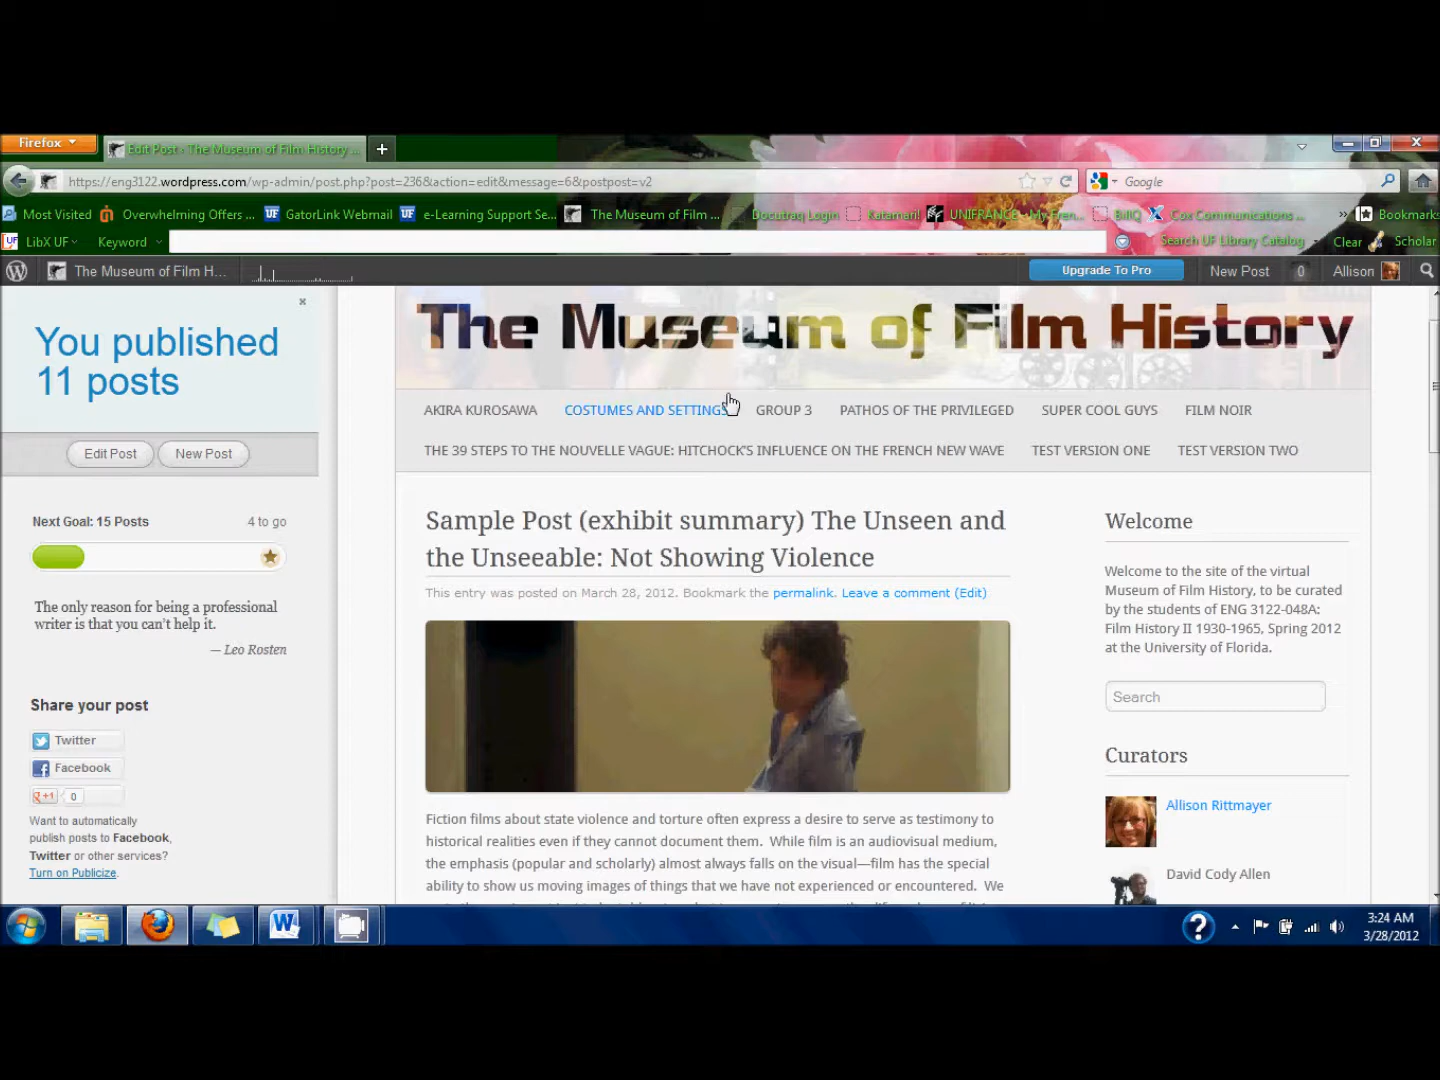 Firefox
Edit Post ‹ The Museum of Film History ...
https://eng3122.wordpress.com/wp-admin/post.php?post=236&action=edit&message=6&postpost=v2
Google
Most Visited
Overwhelming Offers ...
GatorLink Webmail
e-Learning Support Se...
The Museum of Film ...
Docutraq Login
Katamari!
UNIFRANCE - My Fren...
BillQ
Cox Communications ...
Bookmarks
LibX UF
Keyword
Search UF Library Catalog
Clear
Scholar
The Museum of Film H...
Upgrade To Pro
New Post
0
Allison
You published
11 posts
Edit Post
New Post
Next Goal: 15 Posts
4 to go
The only reason for being a professional
writer is that you can't help it.
— Leo Rosten
Share your post
Twitter
Facebook
+1
0
Want to automatically
publish posts to Facebook,
Twitter or other services?
Turn on Publicize.
The Museum of Film History
AKIRA KUROSAWA
COSTUMES AND SETTINGS
GROUP 3
PATHOS OF THE PRIVILEGED
SUPER COOL GUYS
FILM NOIR
THE 39 STEPS TO THE NOUVELLE VAGUE: HITCHOCK'S INFLUENCE ON THE FRENCH NEW WAVE
TEST VERSION ONE
TEST VERSION TWO
Sample Post (exhibit summary) The Unseen and
the Unseeable: Not Showing Violence
This entry was posted on March 28, 2012. Bookmark the permalink. Leave a comment (Edit)
Fiction films about state violence and torture often express a desire to serve as testimony to
historical realities even if they cannot document them. While film is an audiovisual medium,
the emphasis (popular and scholarly) almost always falls on the visual—film has the special
ability to show us moving images of things that we have not experienced or encountered. We
Welcome
Welcome to the site of the virtual
Museum of Film History, to be curated
by the students of ENG 3122-048A:
Film History II 1930-1965, Spring 2012
at the University of Florida.
Search
Curators
Allison Rittmayer
David Cody Allen
3:24 AM
3/28/2012